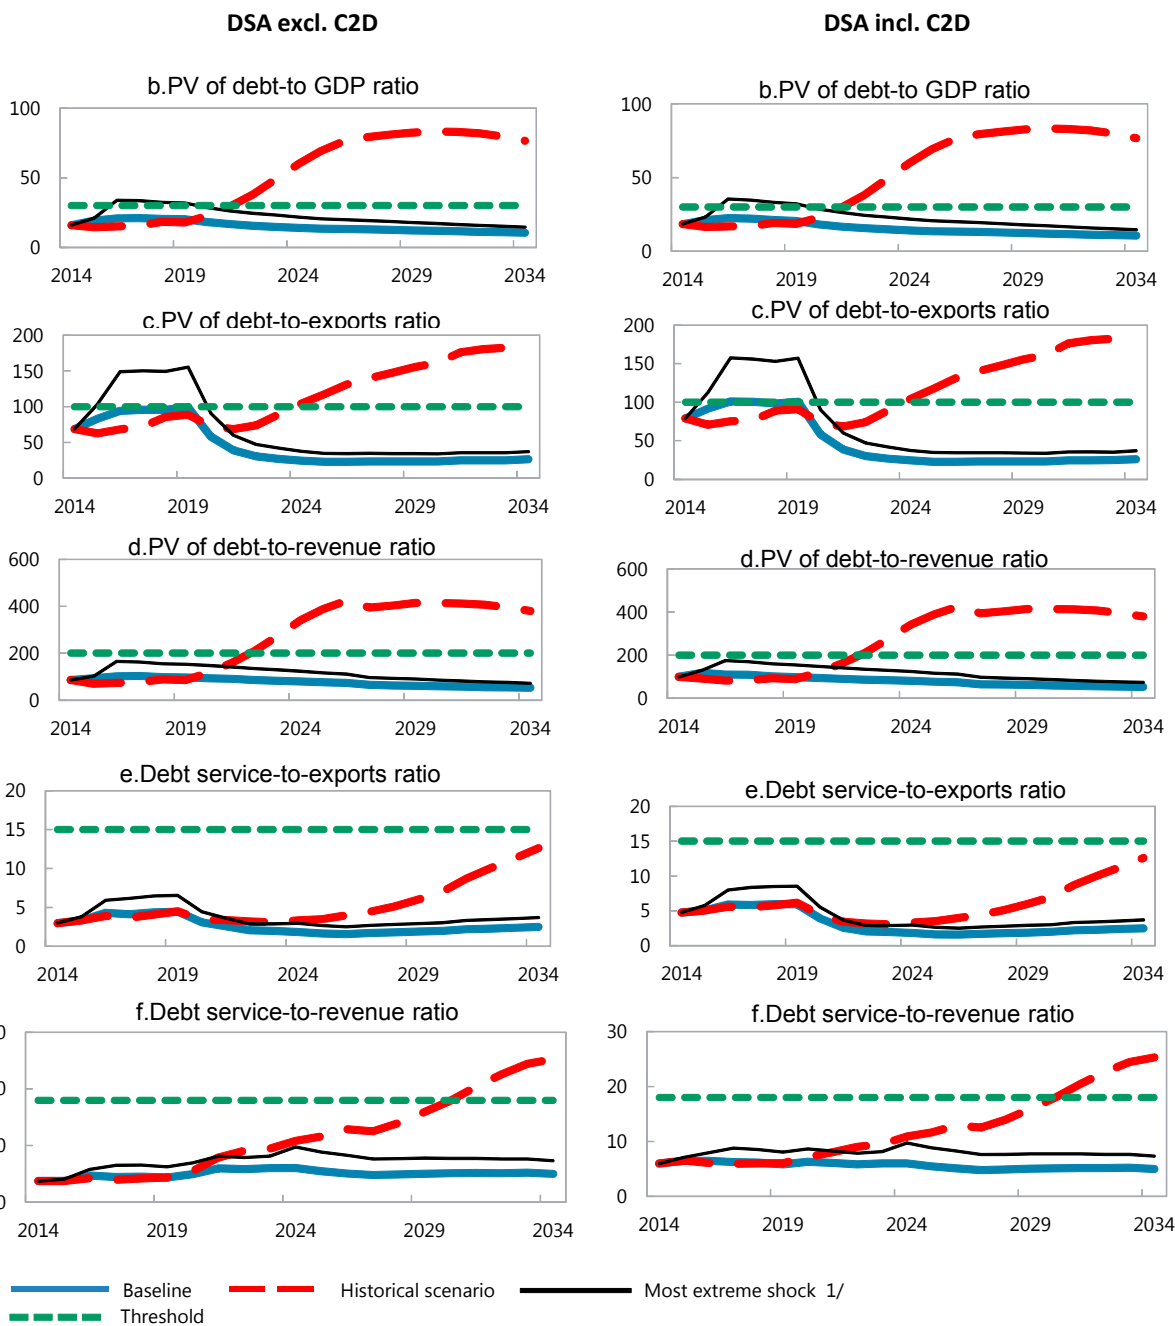 DSA excl. C2D
DSA incl. C2D
b.PV of debt-to GDP ratio
100
50
0
2014 2019 2024 2029 2034
b.PV of debt-to GDP ratio
100
50
0
2014 2019 2024 2029 2034
c.PV of debt-to-exports ratio
200
150
100
50
0
2014 2019 2024 2029 2034
c.PV of debt-to-exports ratio
200
150
100
50
0
2014 2019 2024 2029 2034
d.PV of debt-to-revenue ratio
600
400
200
0
2014 2019 2024 2029 2034
d.PV of debt-to-revenue ratio
600
400
200
0
2014 2019 2024 2029 2034
e.Debt service-to-exports ratio
20
15
10
5
0
2014 2019 2024 2029 2034
e.Debt service-to-exports ratio
20
15
10
5
0
2014 2019 2024 2029 2034
f.Debt service-to-revenue ratio
0
0
0
0
2014 2019 2024 2029 2034
f.Debt service-to-revenue ratio
30
20
10
0
2014 2019 2024 2029 2034
Baseline Historical scenario Most extreme shock 1/
Threshold